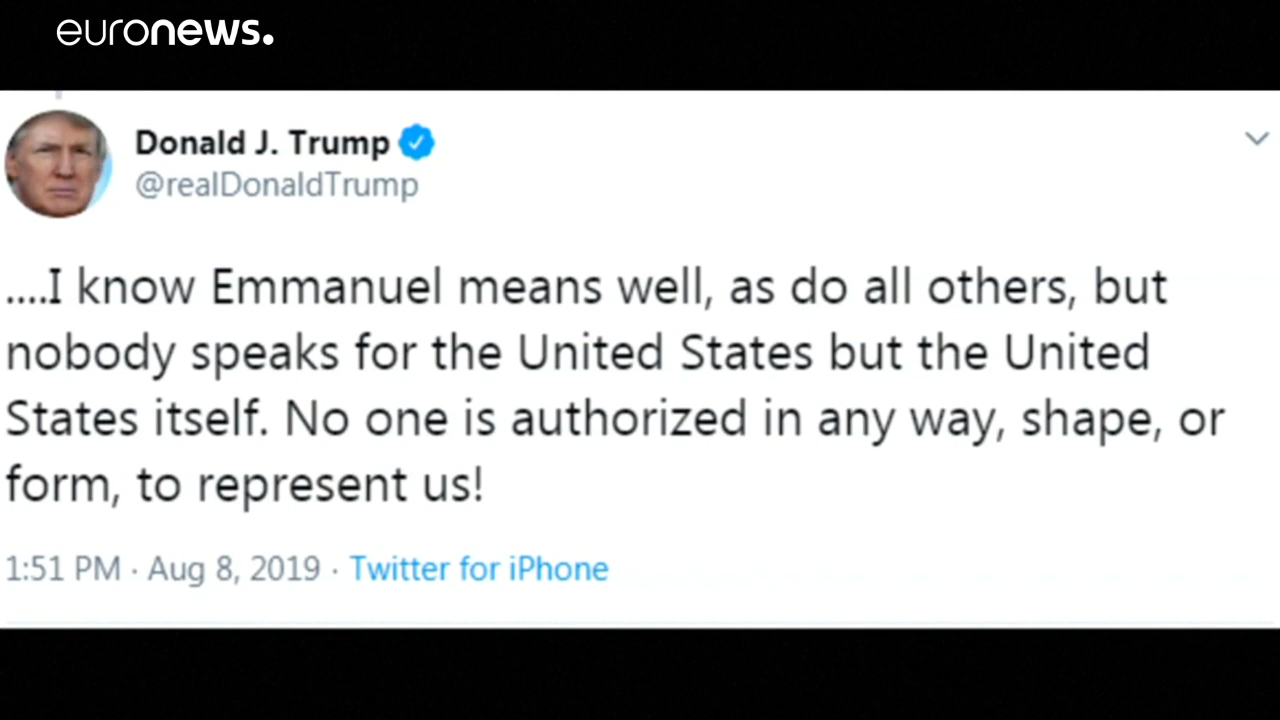 euronews.
Donald J. Trump
@realDonaldTrump
....I know Emmanuel means well, as do all others, but
nobody speaks for the United States but the United
States itself. No one is authorized in any way, shape, or
form, to represent us!
1:51 PM · Aug 8, 2019 · Twitter for iPhone